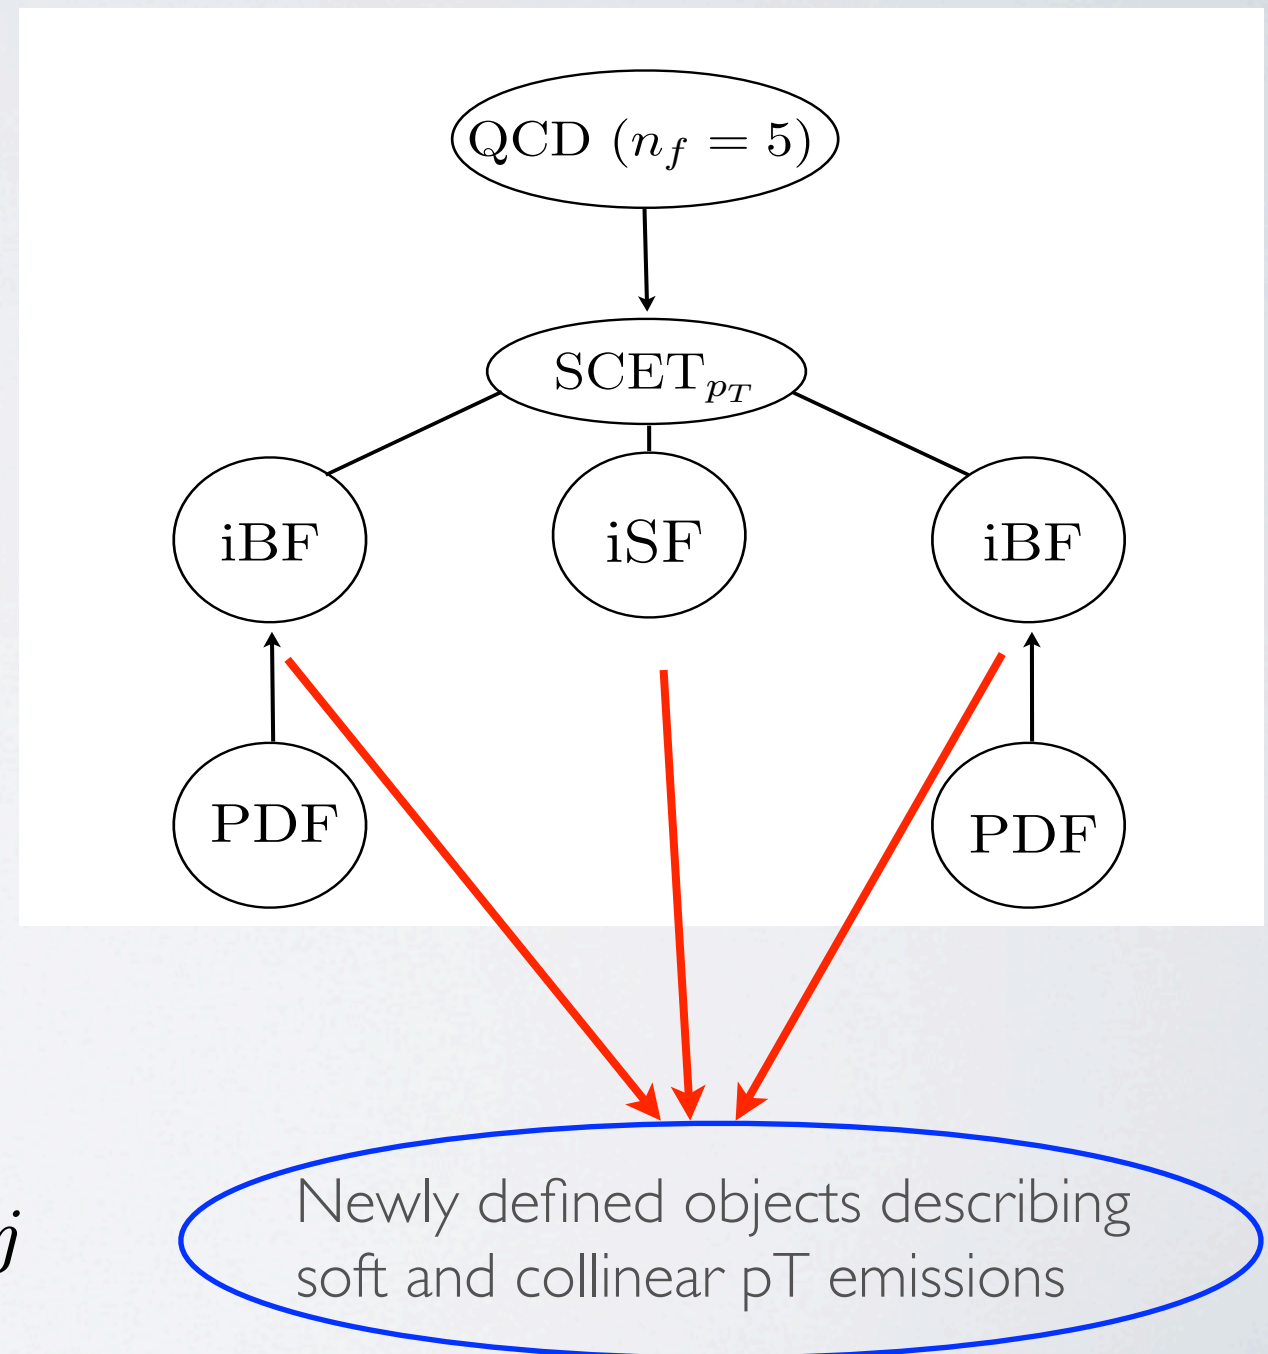 QCD (n_f = 5)
SCET_{p_T}
iBF iSF iBF
PDF PDF
j
Newly defined objects describing
soft and collinear pT emissions